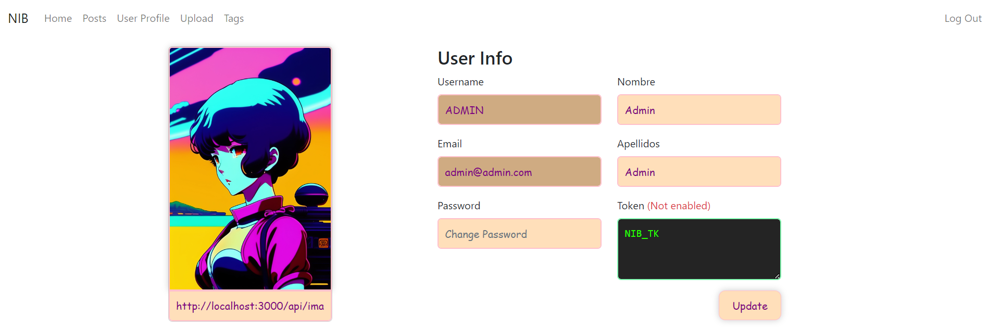 NIB Home Posts User Profile Upload Tags Log Out
User Info
Username
ADMIN
Nombre
Admin
Email
admin@admin.com
Apellidos
Admin
Password
Change Password
Token (Not enabled)
NIB_TK
http://localhost:3000/api/ima
Update